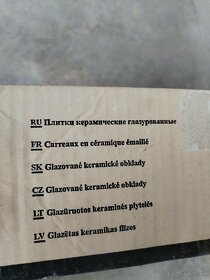 RU Плитки керамические глазурованные
FR Carreaux en céramique émaillé
SK Glazované keramické obklady
CZ Glazované keramické obklady
LT Glazūruotos keraminės plytelės
LV Glazētas keramikas flīzes